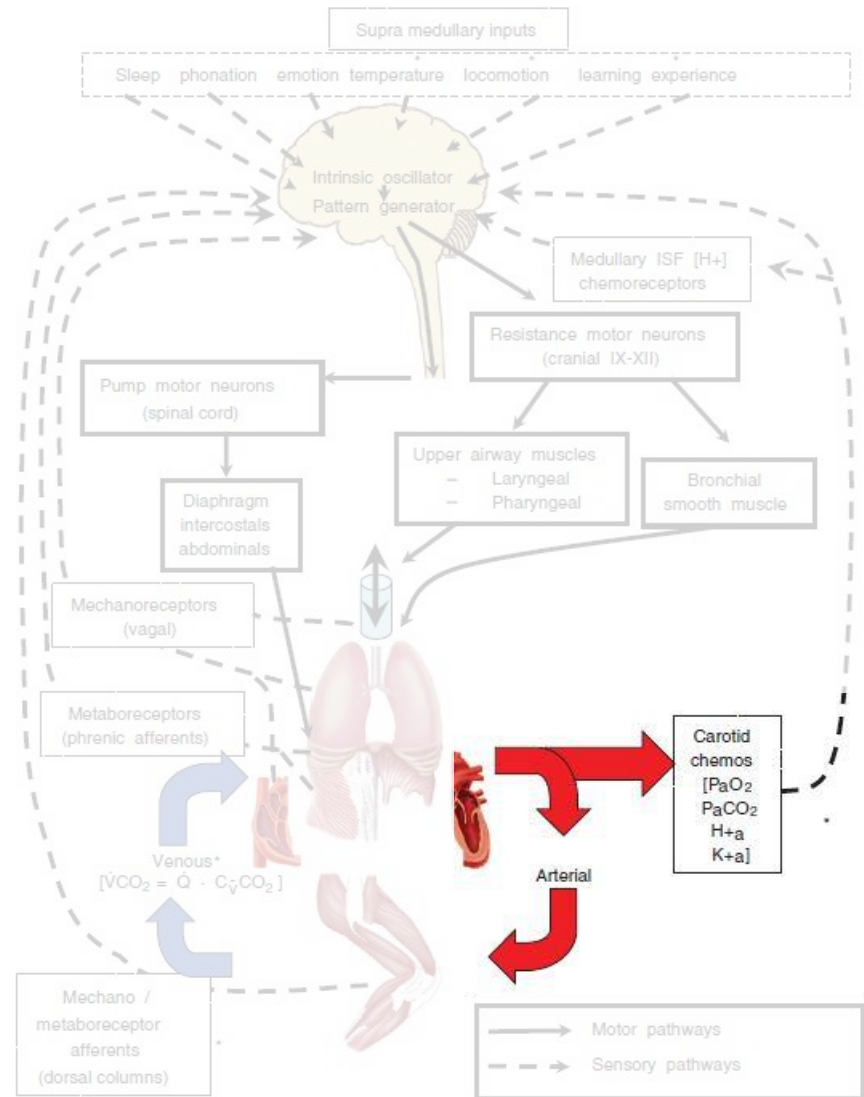 Supra medullary inputs
Sleep phonation emotion temperature locomotion learning experience
Intrinsic oscillator
Pattern generator
Medullary ISF [H+]
chemoreceptors
Resistance motor neurons
(cranial IX-XII)
Pump motor neurons
(spinal cord)
Upper airway muscles
– Laryngeal
– Pharyngeal
Bronchial
smooth muscle
Diaphragm
intercostals
abdominals
Mechanoreceptors
(vagal)
Metaboreceptors
(phrenic afferents)
Carotid
chemos
[PaO₂
PaCO₂
H+a
K+a]
Venous*
[V̇CO₂ = Q̇ · Cv̄CO₂ ]
Arterial
Mechano /
metaboreceptor
afferents
(dorsal columns)
Motor pathways
Sensory pathways